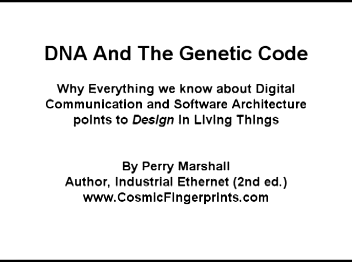 DNA And The Genetic Code
Why Everything we know about Digital
Communication and Software Architecture
points to Design in Living Things
By Perry Marshall
Author, Industrial Ethernet (2nd ed.)
www.CosmicFingerprints.com